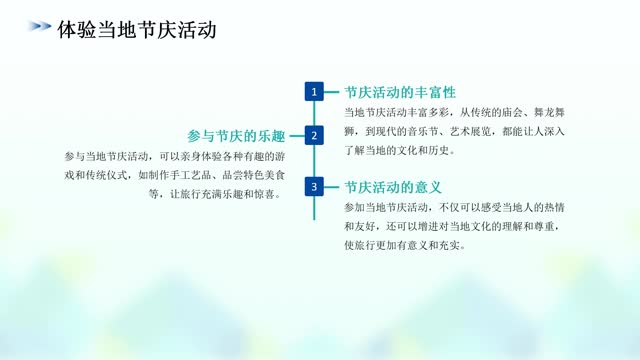 体验当地节庆活动
1
节庆活动的丰富性
当地节庆活动丰富多彩，从传统的庙会、舞龙舞
狮，到现代的音乐节、艺术展览，都能让人深入
了解当地的文化和历史。
参与节庆的乐趣
2
参与当地节庆活动，可以亲身体验各种有趣的游
戏和传统仪式，如制作手工艺品、品尝特色美食
等，让旅行充满乐趣和惊喜。
3
节庆活动的意义
参加当地节庆活动，不仅可以感受当地人的热情
和友好，还可以增进对当地文化的理解和尊重，
使旅行更加有意义和充实。